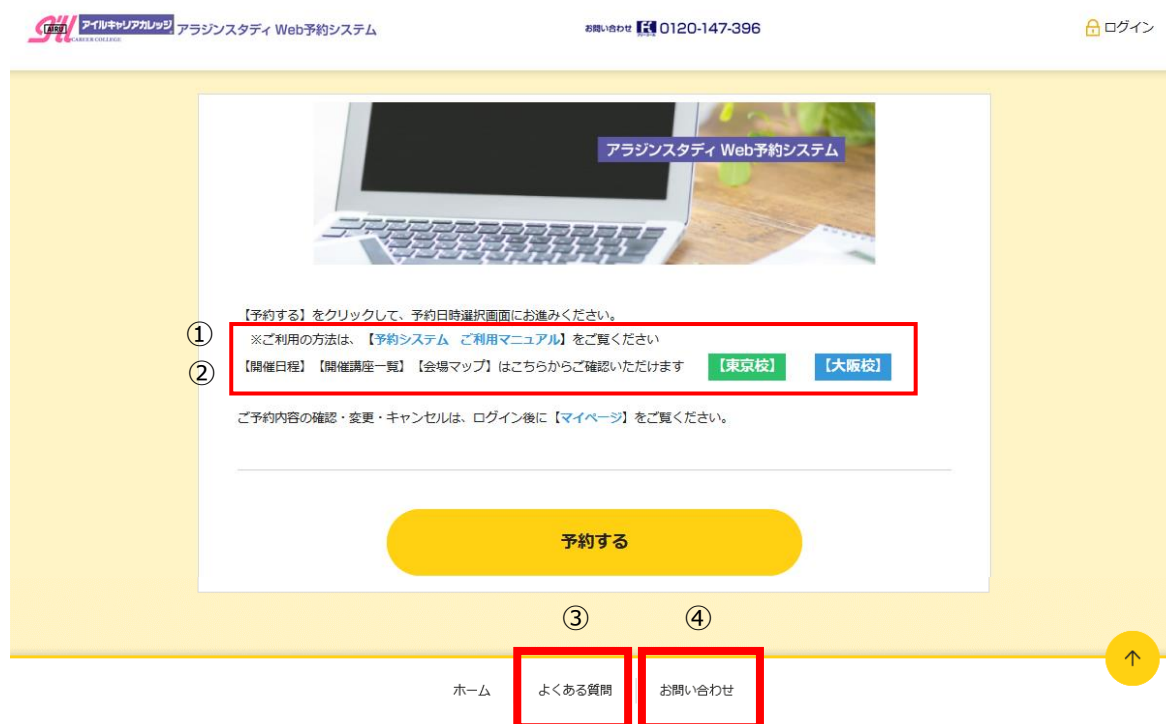 AIRU アイルキャリアカレッジ
CAREER COLLEGE
アラジンスタディ Web予約システム
お問い合わせ 0120-147-396
ログイン
アラジンスタディ Web予約システム
【予約する】をクリックして、予約日時選択画面にお進みください。
① ※ご利用の方法は、【予約システム ご利用マニュアル】をご覧ください
② 【開催日程】【開催講座一覧】【会場マップ】はこちらからご確認いただけます 【東京校】 【大阪校】
ご予約内容の確認・変更・キャンセルは、ログイン後に【マイページ】をご覧ください。
予約する
③ ④
ホーム よくある質問 お問い合わせ